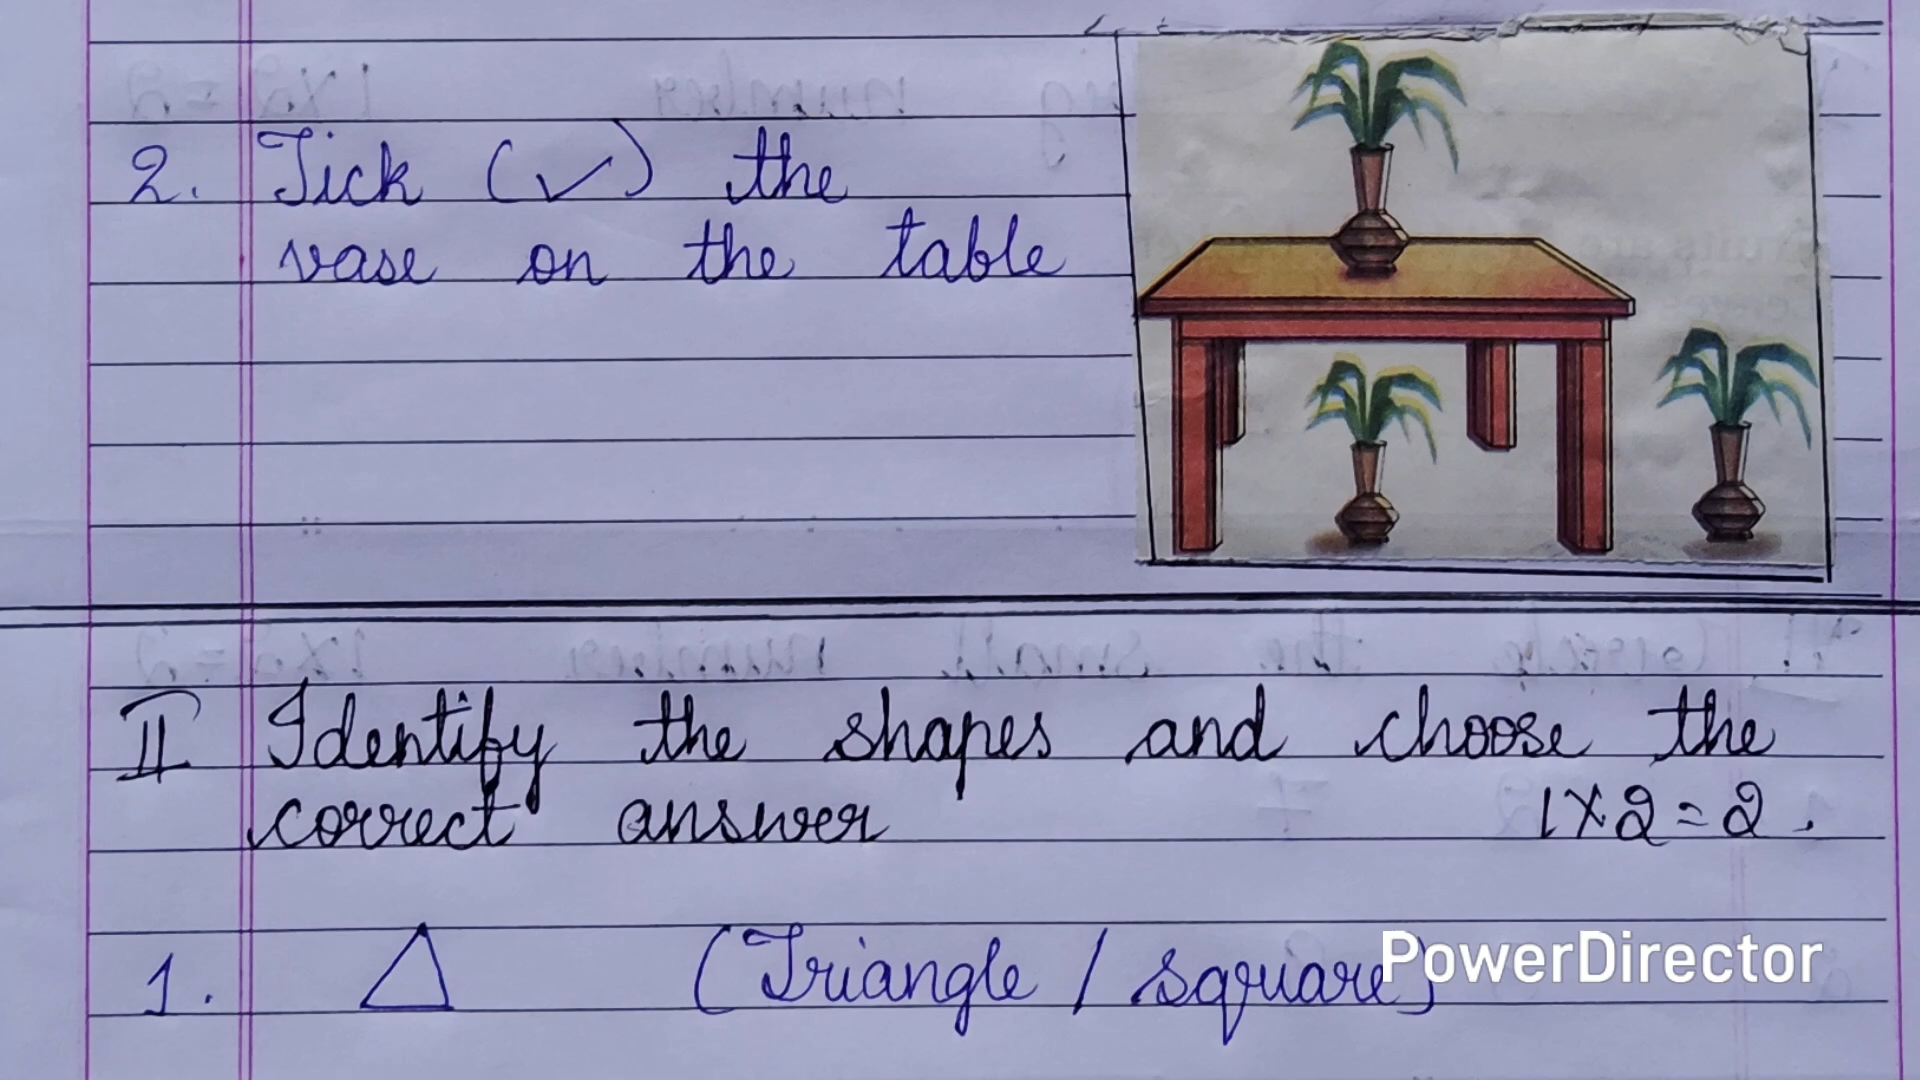 2. Tick (✓) the
vase on the table
II Identify the shapes and choose the
correct answer 1×2=2.
1. △ (Triangle / square)
PowerDirector